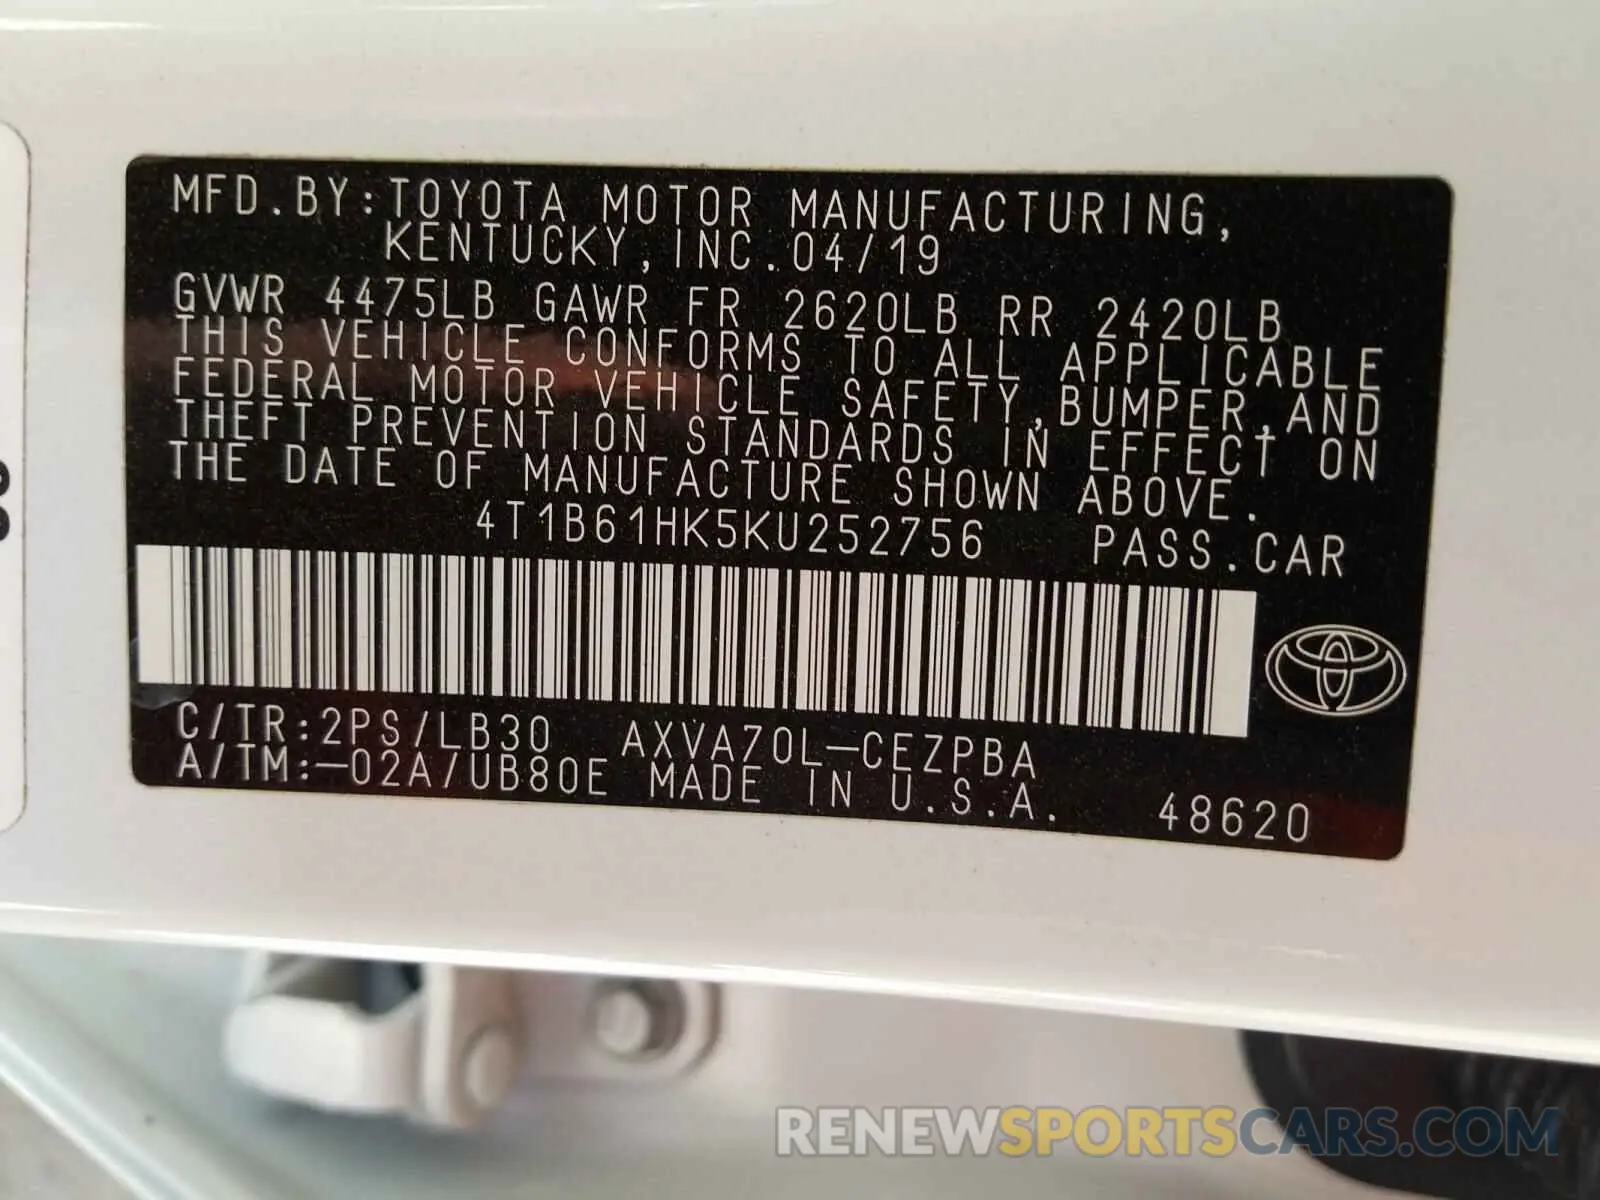 MFD.BY:TOYOTA MOTOR MANUFACTURING,
KENTUCKY,INC.04/19
GVWR 4475LB GAWR FR 2620LB RR 2420LB
THIS VEHICLE CONFORMS TO ALL APPLICABLE
FEDERAL MOTOR VEHICLE SAFETY,BUMPER,AND
THEFT PREVENTION STANDARDS IN EFFECT ON
THE DATE OF MANUFACTURE SHOWN ABOVE.
4T1B61HK5KU252756 PASS.CAR
C/TR:2PS/LB30 AXVA70L-CEZPBA
A/TM:-02A/UB80E MADE IN U.S.A. 48620
RENEWSPORTSCARS.COM